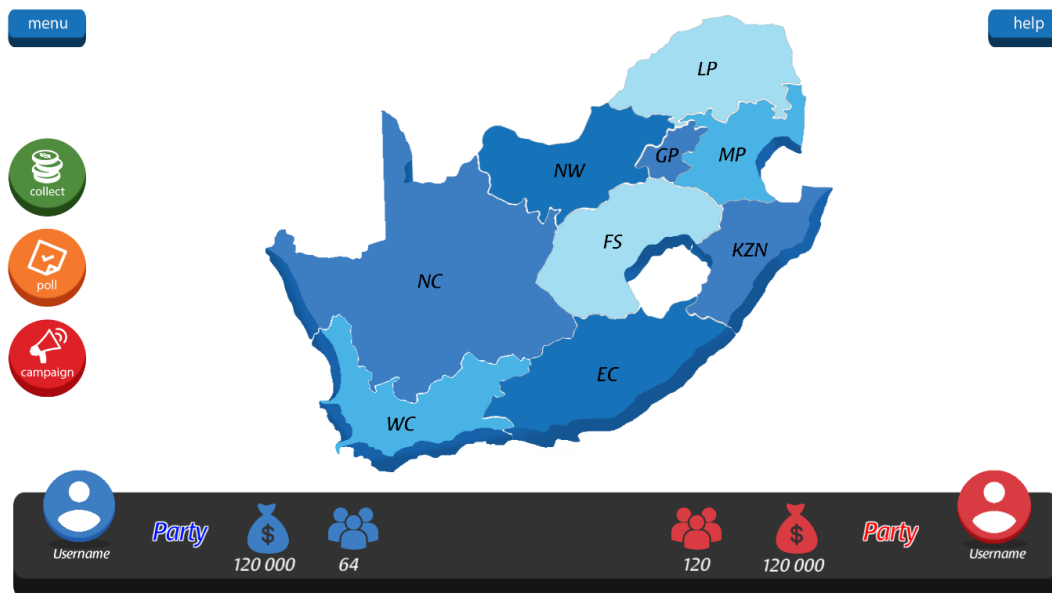 menu
help
LP
NW
GP
MP
collect
FS
KZN
poll
NC
campaign
EC
WC
Username
Party
$
120 000
64
120
$
120 000
Party
Username